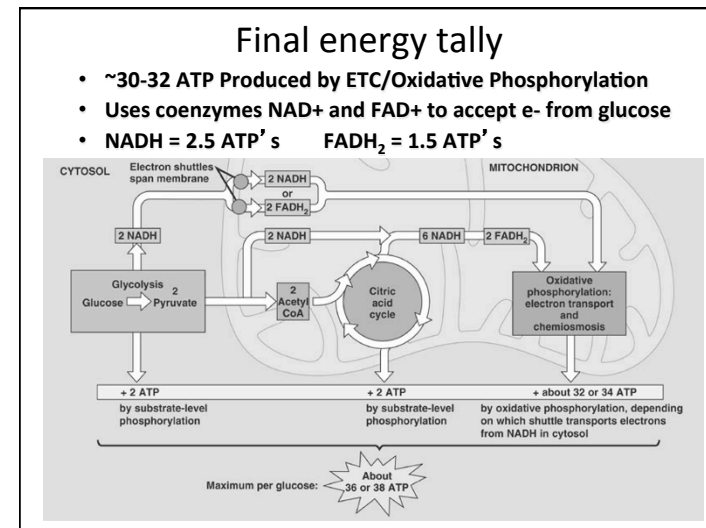 Final energy tally
• ~30-32 ATP Produced by ETC/Oxidative Phosphorylation
• Uses coenzymes NAD+ and FAD+ to accept e- from glucose
• NADH = 2.5 ATP's FADH₂ = 1.5 ATP's
CYTOSOL
Electron shuttles
span membrane
MITOCHONDRION
2 NADH
or
2 FADH₂
2 NADH
2 NADH
6 NADH
2 FADH₂
Glycolysis
Glucose
2
Pyruvate
2
Acetyl
CoA
Citric
acid
cycle
Oxidative
phosphorylation:
electron transport
and
chemiosmosis
+ 2 ATP
by substrate-level
phosphorylation
+ 2 ATP
by substrate-level
phosphorylation
+ about 32 or 34 ATP
by oxidative phosphorylation, depending
on which shuttle transports electrons
from NADH in cytosol
Maximum per glucose:
About
36 or 38 ATP